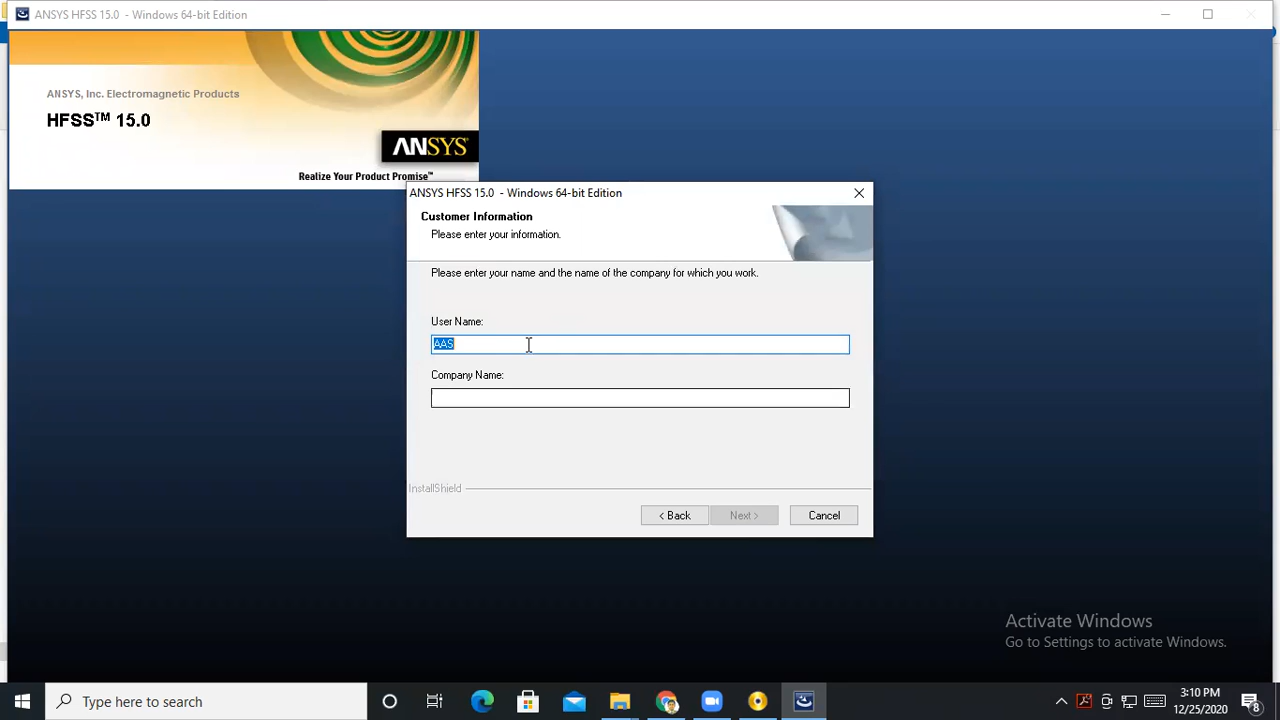 ANSYS HFSS 15.0 - Windows 64-bit Edition
ANSYS, Inc. Electromagnetic Products
HFSS™ 15.0
ANSYS
Realize Your Product Promise™
ANSYS HFSS 15.0 - Windows 64-bit Edition
Customer Information
Please enter your information.
Please enter your name and the name of the company for which you work.
User Name:
AAS
Company Name:
InstallShield
< Back
Next >
Cancel
Activate Windows
Go to Settings to activate Windows.
Type here to search
3:10 PM
12/25/2020
8